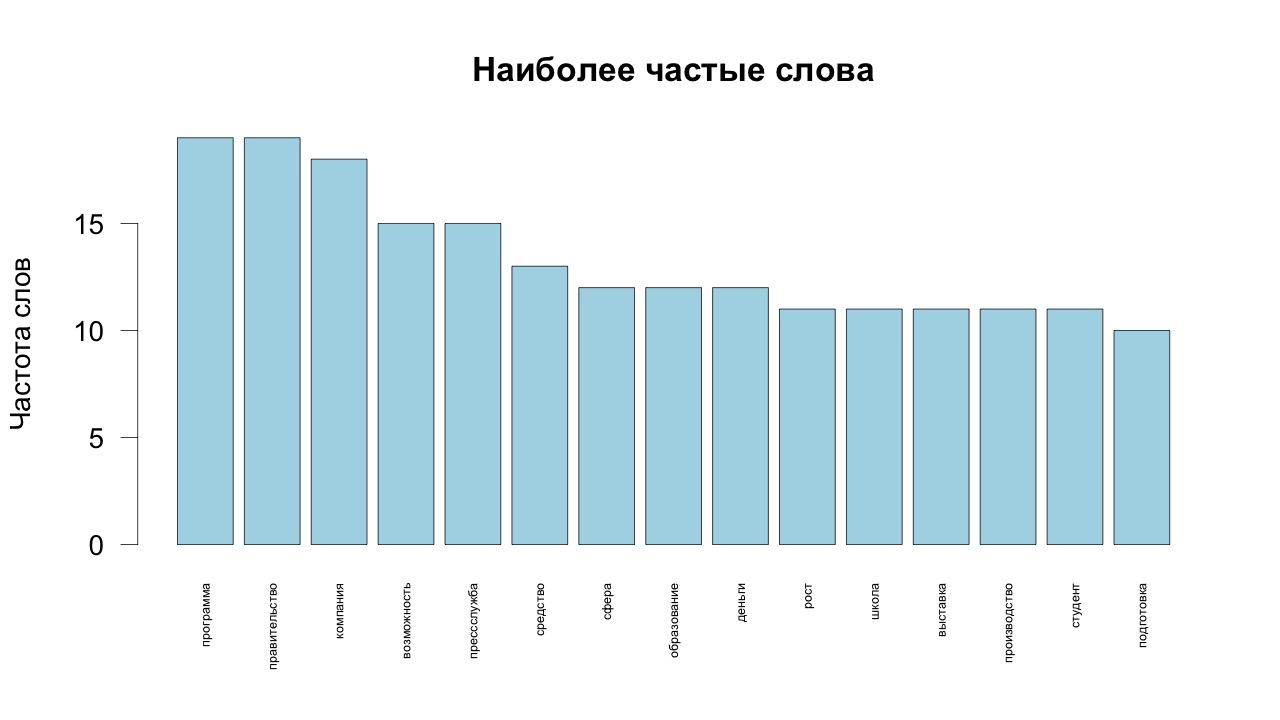 Наиболее частые слова
Частота слов
15
10
5
0
программа
правительство
компания
возможность
прессслужба
средство
сфера
образование
деньги
рост
школа
выставка
производство
студент
подготовка